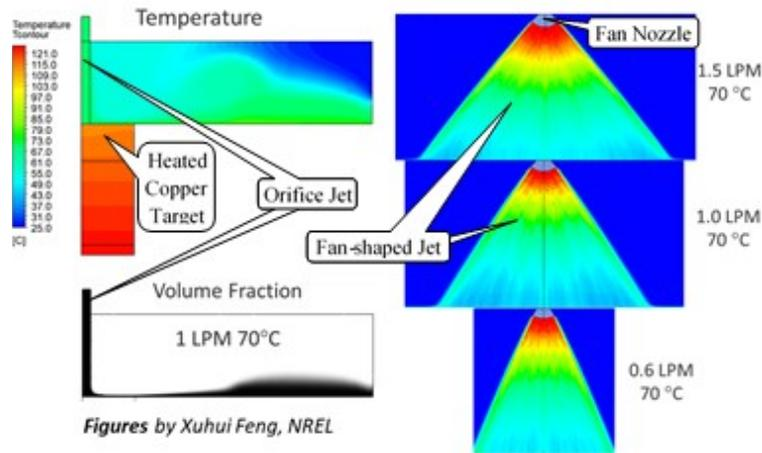 Temperature
Tcontour
121.0
115.0
109.0
103.0
97.0
91.0
85.0
79.0
73.0
67.0
61.0
55.0
49.0
43.0
37.0
31.0
25.0
[C]
Temperature
Heated
Copper
Target
Orifice Jet
Volume Fraction
1 LPM 70°C
Figures by Xuhui Feng, NREL
Fan Nozzle
1.5 LPM
70 °C
Fan-shaped Jet
1.0 LPM
70 °C
0.6 LPM
70 °C